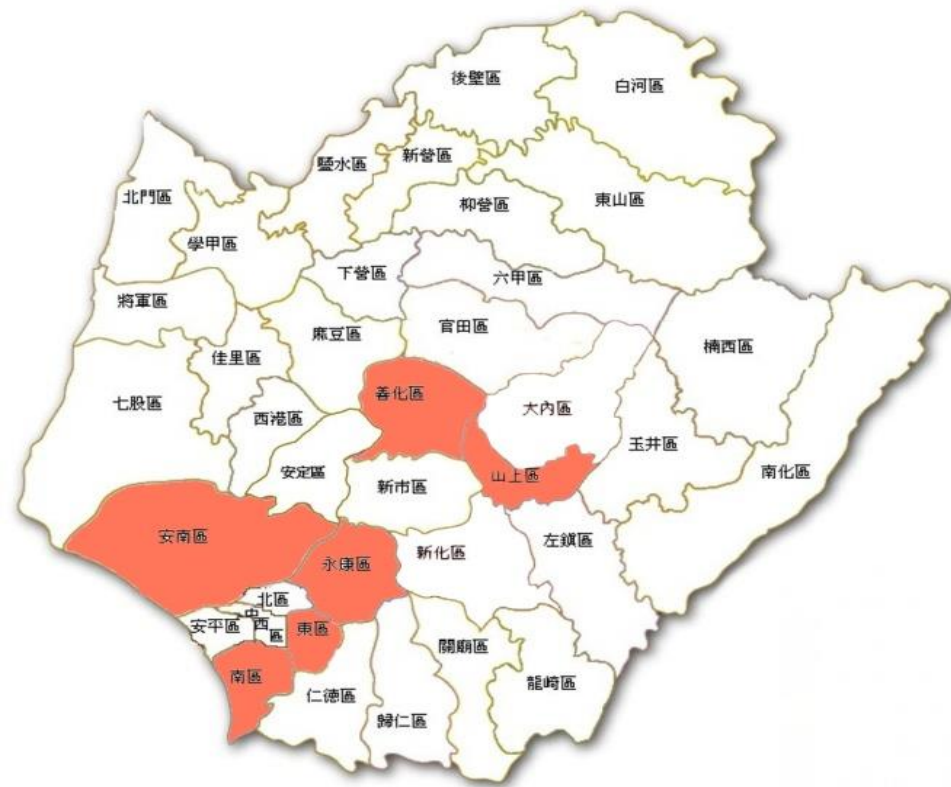 後壁區
白河區
新營區
鹽水區
北門區
柳營區
東山區
學甲區
下營區
六甲區
將軍區
官田區
麻豆區
楠西區
佳里區
善化區
七股區
大內區
西港區
玉井區
安定區
山上區
南化區
新市區
安南區
左鎮區
新化區
永康區
北區
中西區
安平區
東區
關廟區
南區
龍崎區
仁德區
歸仁區